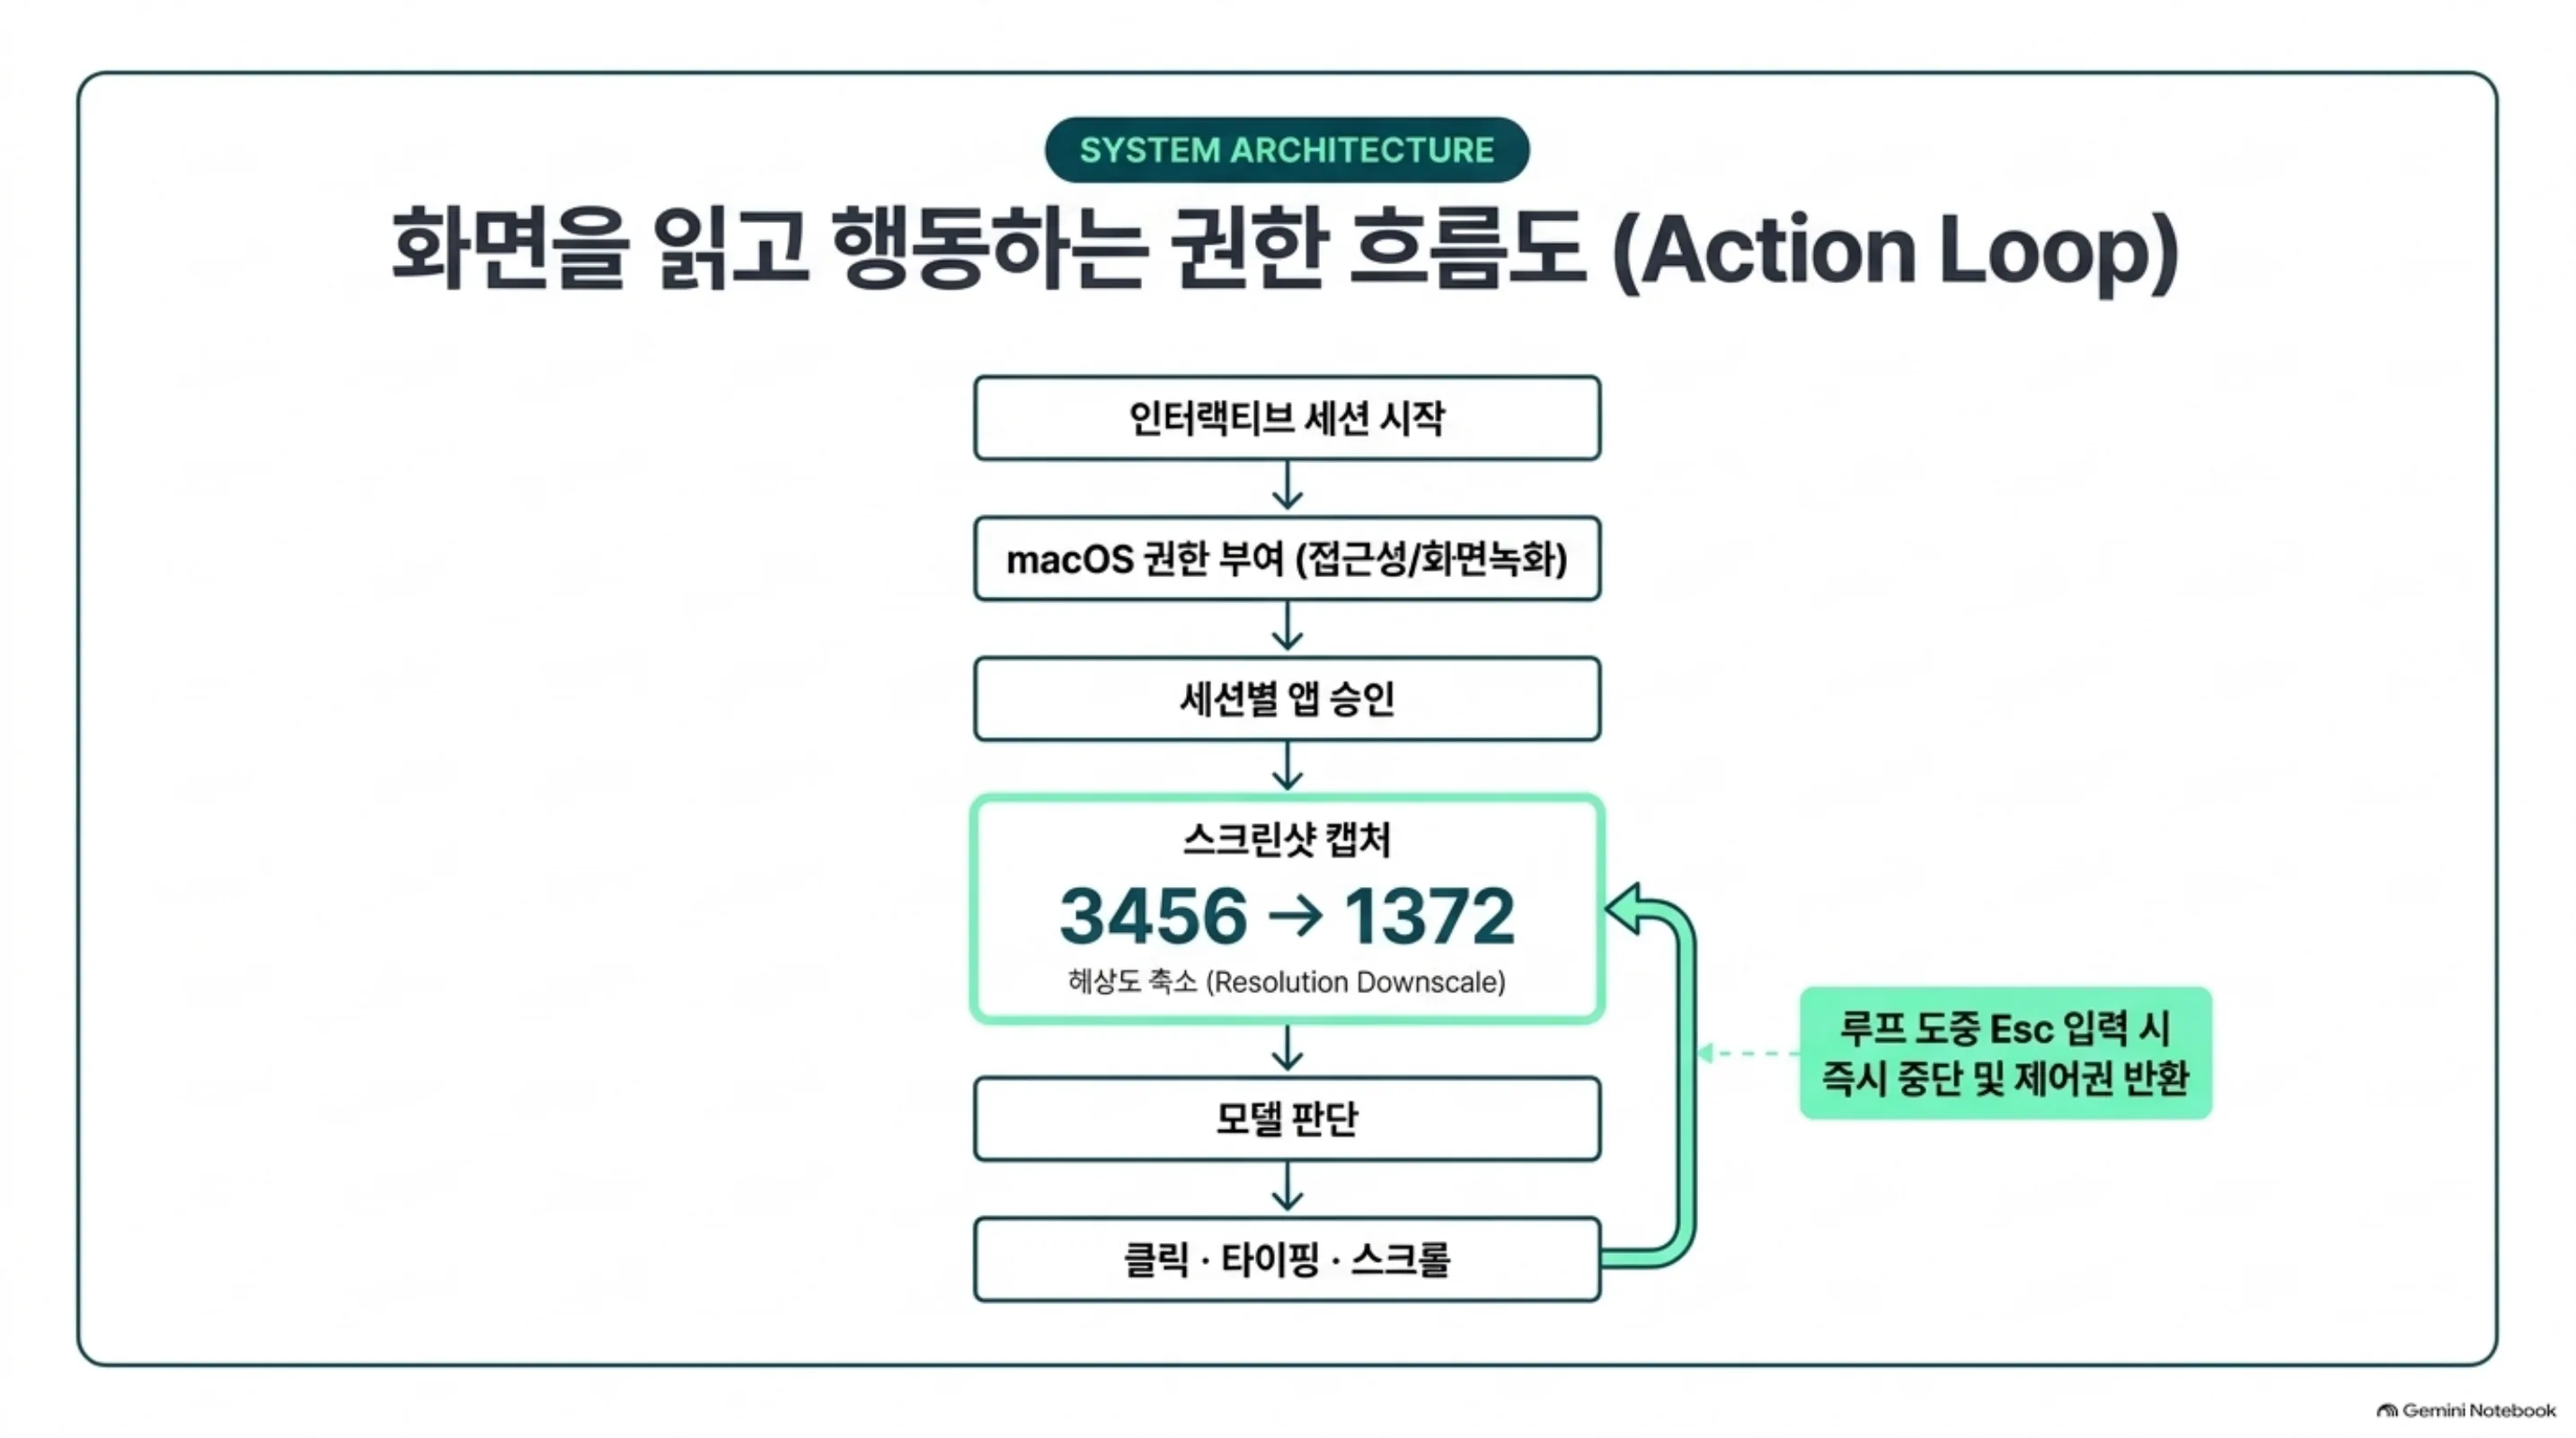 SYSTEM ARCHITECTURE
화면을 읽고 행동하는 권한 흐름도 (Action Loop)
인터랙티브 세션 시작
macOS 권한 부여 (접근성/화면녹화)
세션별 앱 승인
스크린샷 캡처
3456 → 1372
해상도 축소 (Resolution Downscale)
루프 도중 Esc 입력 시
즉시 중단 및 제어권 반환
모델 판단
클릭 · 타이핑 · 스크롤
Gemini Notebook